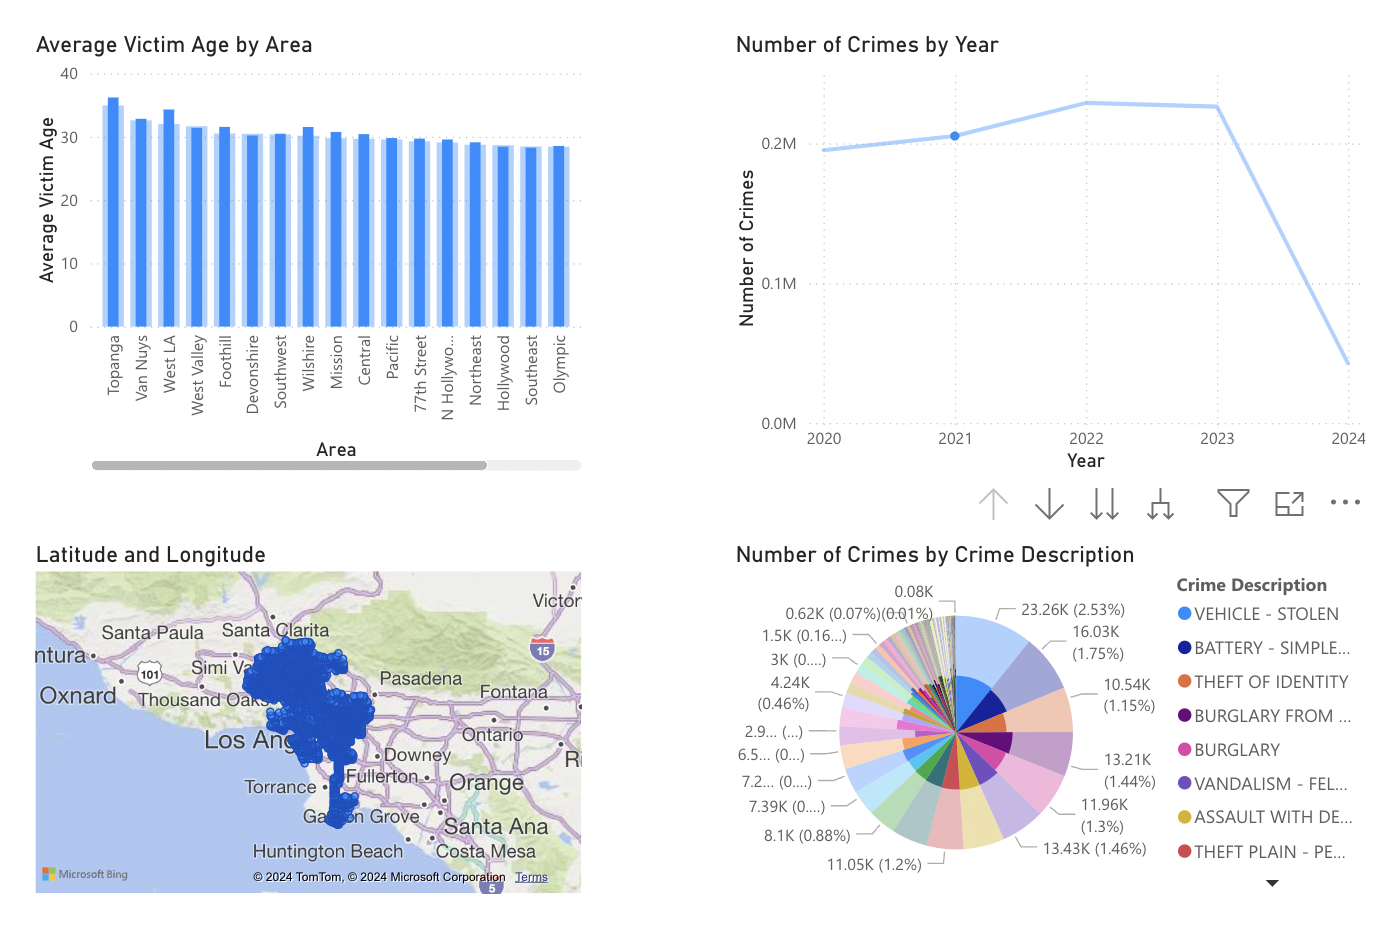 Average Victim Age by Area
Average Victim Age
40
30
20
10
0
Topanga
Van Nuys
West LA
West Valley
Foothill
Devonshire
Southwest
Wilshire
Mission
Central
Pacific
77th Street
N Hollywo...
Northeast
Hollywood
Southeast
Olympic
Area
Number of Crimes by Year
Number of Crimes
0.2M
0.1M
0.0M
2020
2021
2022
2023
2024
Year
Latitude and Longitude
Victor
Santa Paula
Santa Clarita
ntura
Simi Va
101
15
Pasadena
Oxnard
Thousand Oaks
Fontana
Los Ang
Ontario
Downey
Ri
Fullerton
Torrance
Orange
Garden Grove
Santa Ana
Huntington Beach
Costa Mesa
Microsoft Bing
© 2024 TomTom, © 2024 Microsoft Corporation
Terms
5
Number of Crimes by Crime Description
0.08K
0.62K (0.07%)
(0.01%)
1.5K (0.16...)
3K (0....)
4.24K
(0.46%)
2.9... (...)
6.5... (0...)
7.2... (0....)
7.39K (0....)
8.1K (0.88%)
11.05K (1.2%)
23.26K (2.53%)
16.03K
(1.75%)
10.54K
(1.15%)
13.21K
(1.44%)
11.96K
(1.3%)
13.43K (1.46%)
Crime Description
VEHICLE - STOLEN
BATTERY - SIMPLE...
THEFT OF IDENTITY
BURGLARY FROM ...
BURGLARY
VANDALISM - FEL...
ASSAULT WITH DE...
THEFT PLAIN - PE...